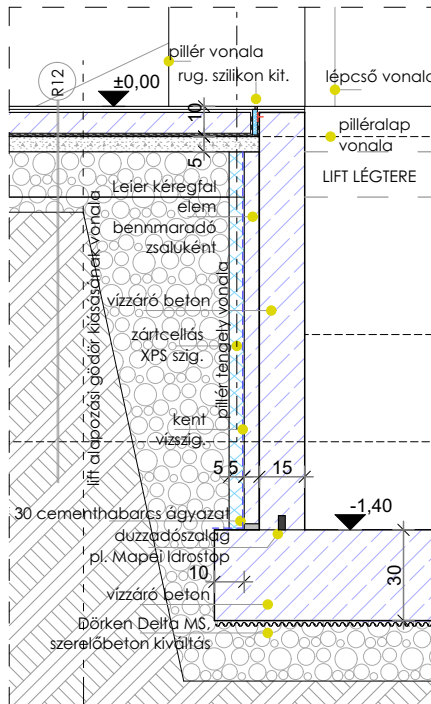 pillér vonala
R12
±0,00
rug. szilikon kit.
lépcső vonala
10
pilléralap
vonala
5
LIFT LÉGTERE
Leier kéregfal
elem
bennmaradó
zsaluként
lift alapozási gödör kiásásának vonala
vízzáró beton
zártcellás
XPS szig.
pillér tengely vonala
kent
vízszig.
5
5
15
30 cementhabarcs ágyazat
-1,40
duzzadószalag
pl. Mapei Idrostop
10
30
vízzáró beton
Dörken Delta MS,
szerelőbeton kiváltás